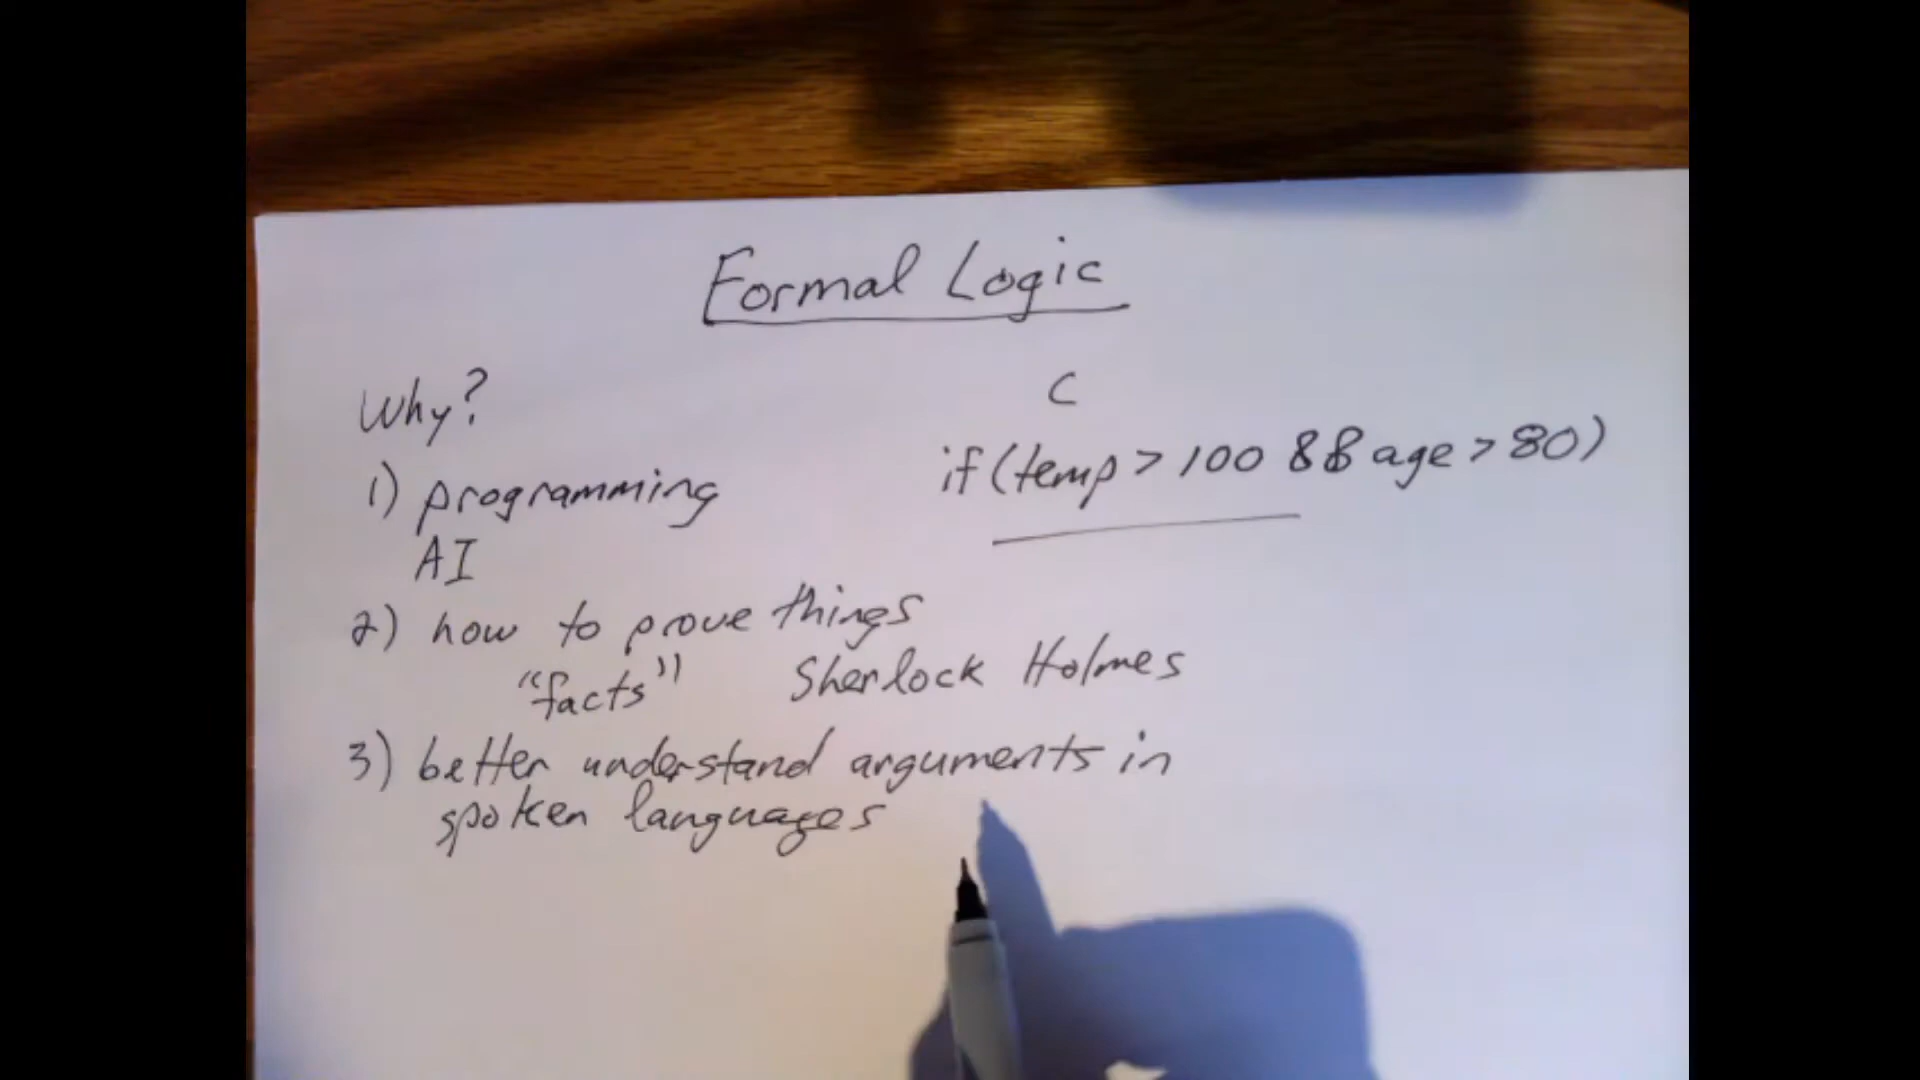 Formal Logic
Why?
C
if (temp > 100 && age > 80)
1) programming
AI
2) how to prove things
"facts" Sherlock Holmes
3) better understand arguments in
spoken languages